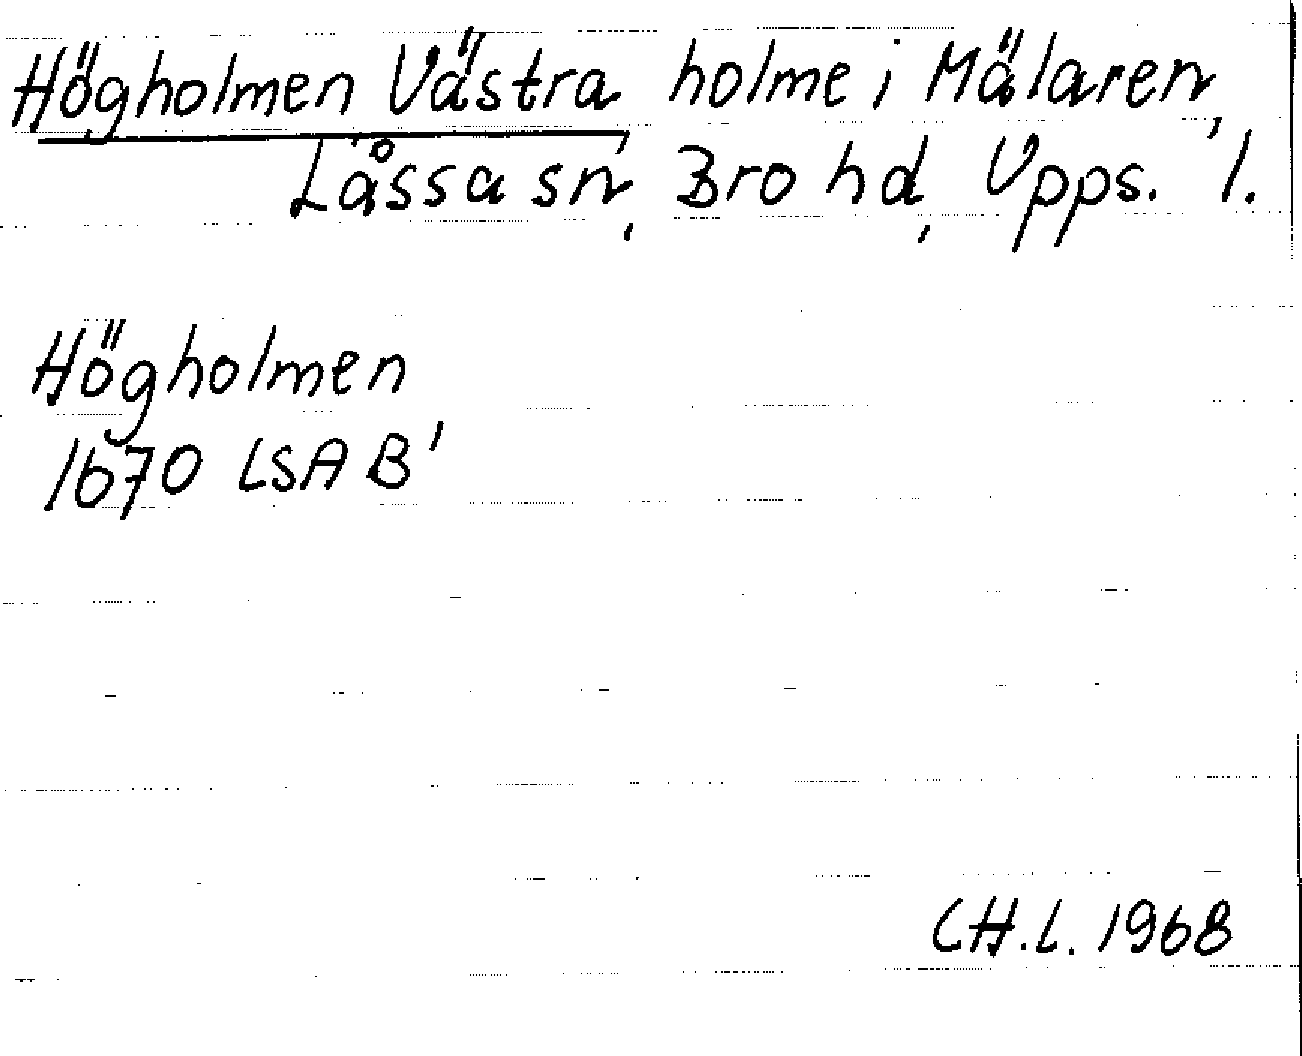 Högholmen Västra, holme i Mälaren,
Låssa sn, Bro hd, Upps. l.
Högholmen
1670 LSA B'
CH.L. 1968